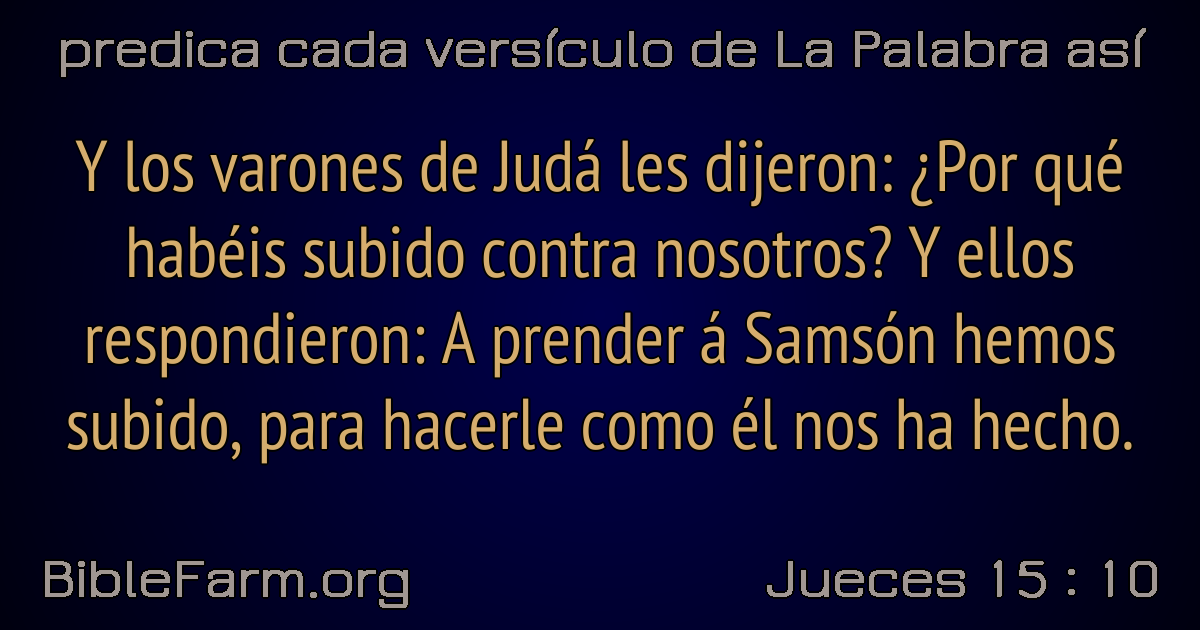 predica cada versículo de La Palabra así
Y los varones de Judá les dijeron: ¿Por qué
habéis subido contra nosotros? Y ellos
respondieron: A prender á Samsón hemos
subido, para hacerle como él nos ha hecho.
BibleFarm.org
Jueces 15 : 10